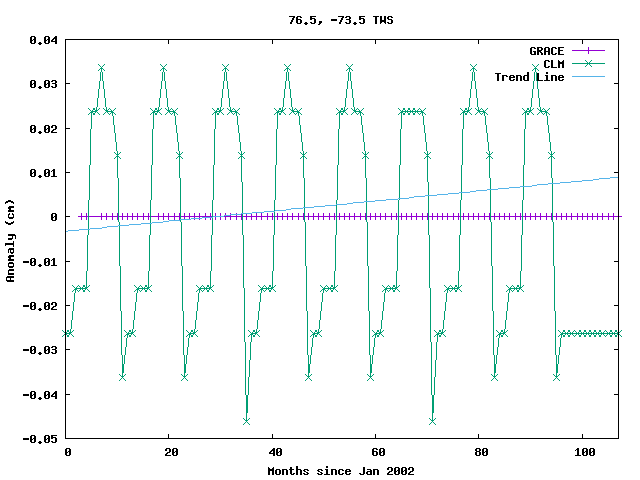 76.5, -73.5 TWS
GRACE
CLM
Trend Line
0.04
0.03
0.02
0.01
0
-0.01
-0.02
-0.03
-0.04
-0.05
Anomaly (cm)
0 20 40 60 80 100
Months since Jan 2002